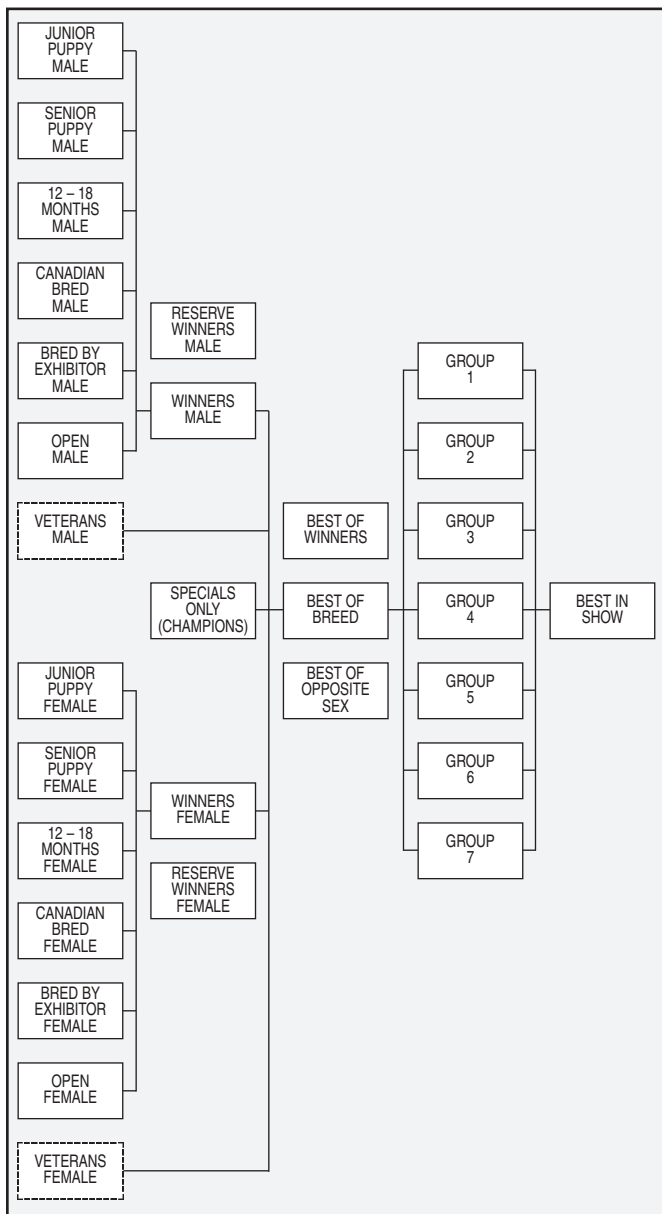 JUNIOR
PUPPY
MALE
SENIOR
PUPPY
MALE
12 – 18
MONTHS
MALE
CANADIAN
BRED
MALE
BRED BY
EXHIBITOR
MALE
OPEN
MALE
VETERANS
MALE
RESERVE
WINNERS
MALE
WINNERS
MALE
SPECIALS
ONLY
(CHAMPIONS)
JUNIOR
PUPPY
FEMALE
SENIOR
PUPPY
FEMALE
12 – 18
MONTHS
FEMALE
CANADIAN
BRED
FEMALE
BRED BY
EXHIBITOR
FEMALE
OPEN
FEMALE
VETERANS
FEMALE
WINNERS
FEMALE
RESERVE
WINNERS
FEMALE
BEST OF
WINNERS
BEST OF
BREED
BEST OF
OPPOSITE
SEX
GROUP
1
GROUP
2
GROUP
3
GROUP
4
GROUP
5
GROUP
6
GROUP
7
BEST IN
SHOW